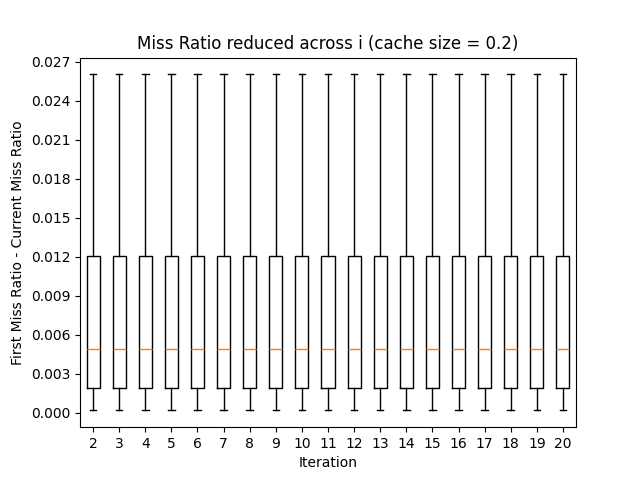 Miss Ratio reduced across i (cache size = 0.2)
First Miss Ratio - Current Miss Ratio
0.027
0.024
0.021
0.018
0.015
0.012
0.009
0.006
0.003
0.000
2 3 4 5 6 7 8 9 10 11 12 13 14 15 16 17 18 19 20
Iteration